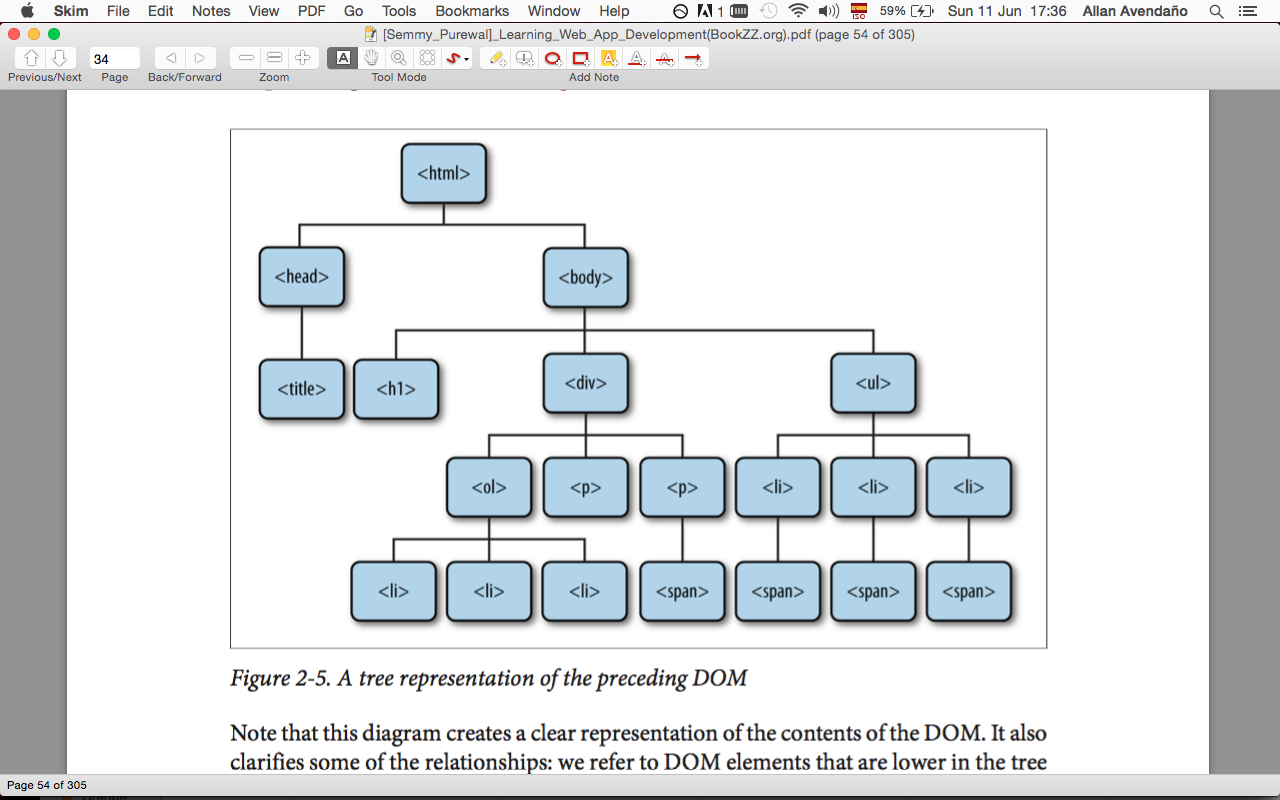 Skim File Edit Notes View PDF Go Tools Bookmarks Window Help 1 ISO 59% Sun 11 Jun 17:36 Allan Avendaño
[Semmy_Purewal]_Learning_Web_App_Development(BookZZ.org).pdf (page 54 of 305)
34
Previous/Next Page Back/Forward Zoom Tool Mode Add Note
<html>
<head> <body>
<title> <h1> <div> <ul>
<ol> <p> <p> <li> <li> <li>
<li> <li> <li> <span> <span> <span> <span>
Figure 2-5. A tree representation of the preceding DOM
Note that this diagram creates a clear representation of the contents of the DOM. It also
clarifies some of the relationships: we refer to DOM elements that are lower in the tree
Page 54 of 305